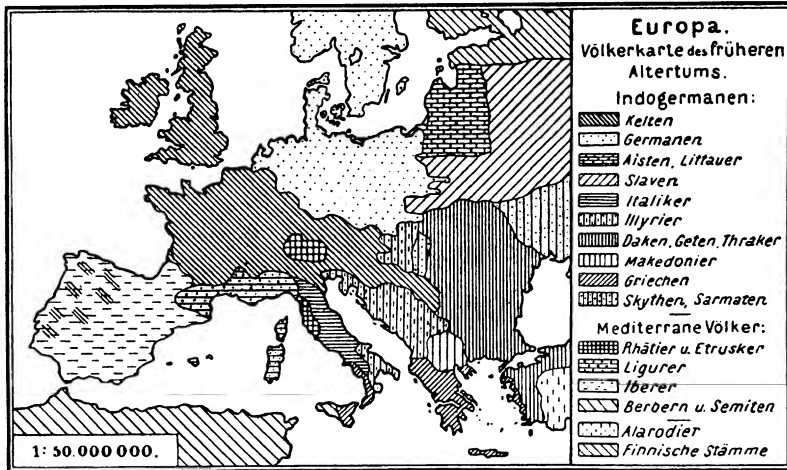 Europa.
Völkerkarte des früheren
Altertums.
Indogermanen:
Kelten
Germanen
Aisten, Littauer
Slaven
Italiker
Illyrier
Daken, Geten, Thraker
Makedonier
Griechen
Skythen, Sarmaten
Mediterrane Völker:
Rhätier u. Etrusker
Ligurer
Iberer
Berbern u. Semiten
Alarodier
Finnische Stämme
1: 50.000 000.